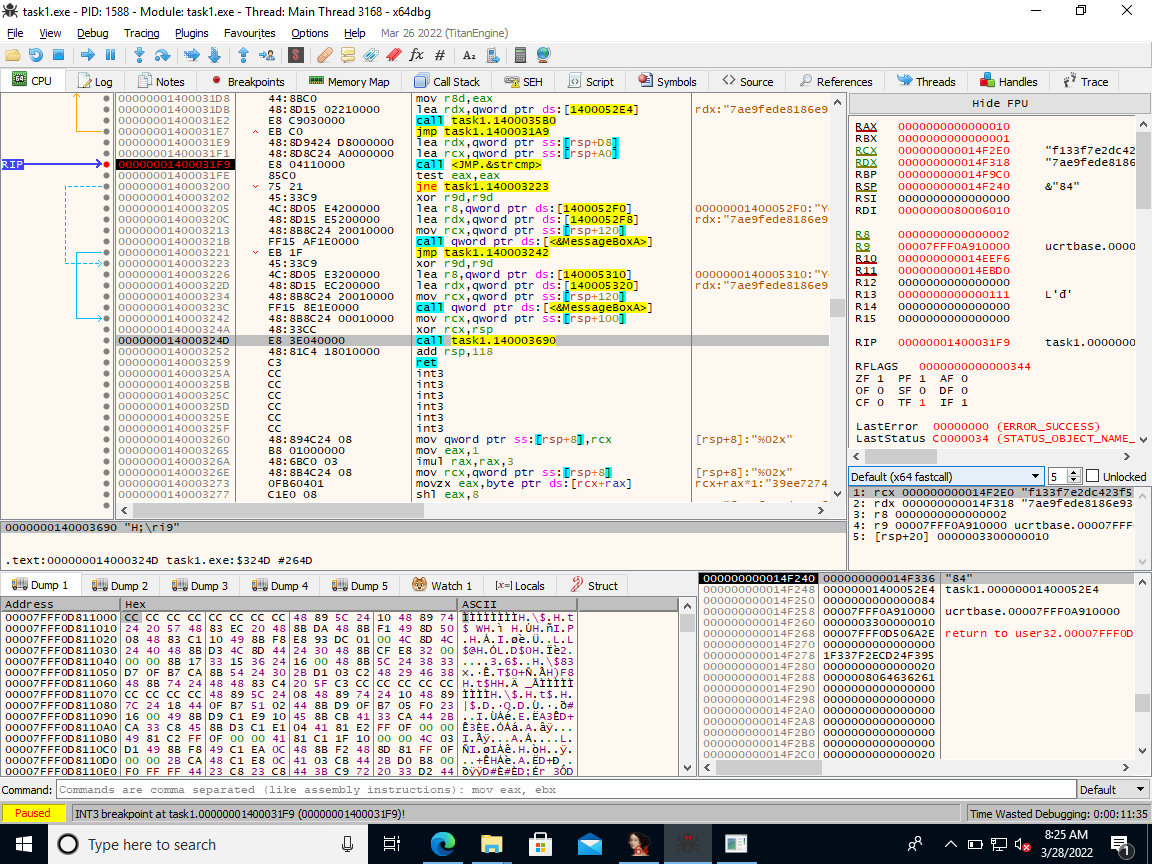 task1.exe - PID: 1588 - Module: task1.exe - Thread: Main Thread 3168 - x64dbg
File View Debug Tracing Plugins Favourites Options Help Mar 26 2022 (TitanEngine)
CPU Log Notes Breakpoints Memory Map Call Stack SEH Script Symbols Source References Threads Handles Trace
RIP
00000001400031D8 44:8BC0 mov r8d,eax
00000001400031DB 48:8D15 02210000 lea rdx,qword ptr ds:[1400052E4] rdx:"7ae9fede8186e9
00000001400031E2 E8 C9030000 call task1.1400035B0
00000001400031E7 EB C0 jmp task1.1400031A9
00000001400031E9 48:8D9424 D8000000 lea rdx,qword ptr ss:[rsp+D8]
00000001400031F1 48:8D8C24 A0000000 lea rcx,qword ptr ss:[rsp+A0]
00000001400031F9 E8 04110000 call <JMP.&strcmp>
00000001400031FE 85C0 test eax,eax
0000000140003200 75 21 jne task1.140003223
0000000140003202 45:33C9 xor r9d,r9d
0000000140003205 4C:8D05 E4200000 lea r8,qword ptr ds:[1400052F0] 00000001400052F0:"Y
000000014000320C 48:8D15 E5200000 lea rdx,qword ptr ds:[1400052F8] rdx:"7ae9fede8186e9
0000000140003213 48:8B8C24 20010000 mov rcx,qword ptr ss:[rsp+120]
000000014000321B FF15 AF1E0000 call qword ptr ds:[<&MessageBoxA>]
0000000140003221 EB 1F jmp task1.140003242
0000000140003223 45:33C9 xor r9d,r9d
0000000140003226 4C:8D05 E3200000 lea r8,qword ptr ds:[140005310] 0000000140005310:"Y
000000014000322D 48:8D15 EC200000 lea rdx,qword ptr ds:[140005320] rdx:"7ae9fede8186e9
0000000140003234 48:8B8C24 20010000 mov rcx,qword ptr ss:[rsp+120]
000000014000323C FF15 8E1E0000 call qword ptr ds:[<&MessageBoxA>]
0000000140003242 48:8B8C24 00010000 mov rcx,qword ptr ss:[rsp+100]
000000014000324A 48:33CC xor rcx,rsp
000000014000324D E8 3E040000 call task1.140003690
0000000140003252 48:81C4 18010000 add rsp,118
0000000140003259 C3 ret
000000014000325A CC int3
000000014000325B CC int3
000000014000325C CC int3
000000014000325D CC int3
000000014000325E CC int3
000000014000325F CC int3
0000000140003260 48:894C24 08 mov qword ptr ss:[rsp+8],rcx [rsp+8]:"%02x"
0000000140003265 B8 01000000 mov eax,1
000000014000326A 48:6BC0 03 imul rax,rax,3
000000014000326E 48:8B4C24 08 mov rcx,qword ptr ss:[rsp+8] [rsp+8]:"%02x"
0000000140003273 0FB60401 movzx eax,byte ptr ds:[rcx+rax] rcx+rax*1:"39ee7274
0000000140003277 C1E0 08 shl eax,8
Hide FPU
RAX 0000000000000010
RBX 0000000000000001
RCX 000000000014F2E0 "f133f7e2dc42
RDX 000000000014F318 "7ae9fede8186
RBP 000000000014F9C0
RSP 000000000014F240 &"84"
RSI 0000000000000000
RDI 0000000080006010
R8 0000000000000002
R9 00007FFF0A910000 ucrtbase.0000
R10 000000000014EEF6
R11 000000000014EBD0
R12 0000000000000000
R13 0000000000000111 L'đ'
R14 0000000000000000
R15 0000000000000000
RIP 00000001400031F9 task1.0000000
RFLAGS 0000000000000344
ZF 1 PF 1 AF 0
OF 0 SF 0 DF 0
CF 0 TF 1 IF 1
LastError 00000000 (ERROR_SUCCESS)
LastStatus C0000034 (STATUS_OBJECT_NAME_
Default (x64 fastcall) 5 Unlocked
1: rcx 000000000014F2E0 "f133f7e2dc423f5
2: rdx 000000000014F318 "7ae9fede8186e93
3: r8 0000000000000002
4: r9 00007FFF0A910000 ucrtbase.00007FFF
5: [rsp+20] 0000003300000010
0000000140003690 "H;\ri9"
.text:000000014000324D task1.exe:$324D #264D
Dump 1 Dump 2 Dump 3 Dump 4 Dump 5 Watch 1 [x=] Locals Struct
Address Hex ASCII
00007FFF0D811000 CC CC CC CC CC CC CC CC 48 89 5C 24 10 48 89 74
00007FFF0D811010 24 20 57 48 83 EC 20 48 8B DA 48 8B F1 49 8D 50
00007FFF0D811020 08 48 83 C1 10 49 8B F8 E8 93 DC 01 00 4C 8D 4C
00007FFF0D811030 24 40 48 8B D3 4C 8D 44 24 30 48 8B CF E8 32 00
00007FFF0D811040 00 00 8B 17 33 15 36 24 16 00 48 8B 5C 24 38 33
00007FFF0D811050 D7 0F B7 CA 8B 54 24 30 2B D1 03 C2 48 29 46 38
00007FFF0D811060 48 8B 74 24 48 48 83 C4 20 5F C3 CC CC CC CC CC
00007FFF0D811070 CC CC CC CC 48 89 5C 24 08 48 89 74 24 10 48 89
00007FFF0D811080 7C 24 18 44 0F B7 51 02 44 8B D9 0F B7 05 F0 23
00007FFF0D811090 16 00 49 8B D9 C1 E9 10 45 8B CB 41 33 CA 44 2B
00007FFF0D8110A0 CA 33 C8 45 8B D3 C1 E1 04 41 81 E2 FF 0F 00 00
00007FFF0D8110B0 49 81 C2 FF 0F 00 00 41 81 C1 1F 10 00 00 4C 03
00007FFF0D8110C0 D1 49 8B F8 49 C1 EA 0C 48 8B F2 48 8D 81 FF 0F
00007FFF0D8110D0 00 00 2B CA 48 C1 E8 0C 41 03 CB 44 2B D0 B8 00
00007FFF0D8110E0 F0 FF FF 44 23 C8 23 C8 44 3B C9 72 20 33 D2 44
000000000014F240 000000000014F336 "84"
000000000014F248 00000001400052E4 task1.00000001400052E4
000000000014F250 0000000000000084
000000000014F258 00007FFF0A910000 ucrtbase.00007FFF0A910000
000000000014F260 0000003300000010
000000000014F268 00007FFF0D506A2E return to user32.00007FFF0D
000000000014F270 0000000000000000
000000000014F278 1F337F2ECD24F395
000000000014F280 0000000000000020
000000000014F288 0000008064636261
000000000014F290 0000000000000000
000000000014F298 0000000000000000
000000000014F2A0 0000000000000000
000000000014F2A8 0000000000000000
000000000014F2B0 0000000000000000
000000000014F2B8 0000000000000000
000000000014F2C0 0000000000000020
Command: Commands are comma separated (like assembly instructions): mov eax, ebx Default
Paused INT3 breakpoint at task1.00000001400031F9 (00000001400031F9)! Time Wasted Debugging: 0:00:11:35
Type here to search
8:25 AM
3/28/2022
1